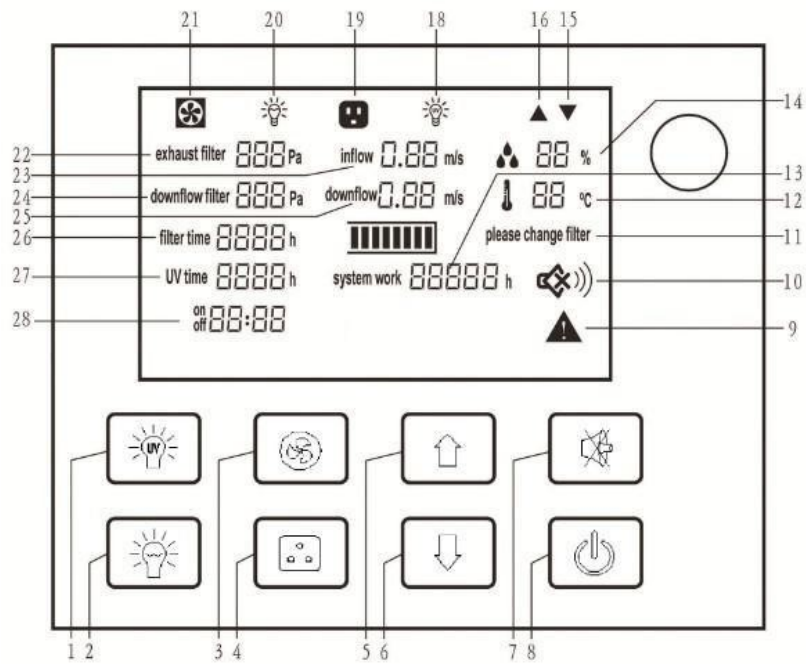 21 20 19 18 16 15
14
22 exhaust filter 888 Pa inflow 0.88 m/s 88 %
23 13
24 downflow filter 888 Pa downflow 0.88 m/s 88 ℃ 12
25
26 filter time 8888 h please change filter 11
27 UV time 8888 h system work 88888 h 10
28 on off 88:88 9
UV
1 2 3 4 5 6 7 8